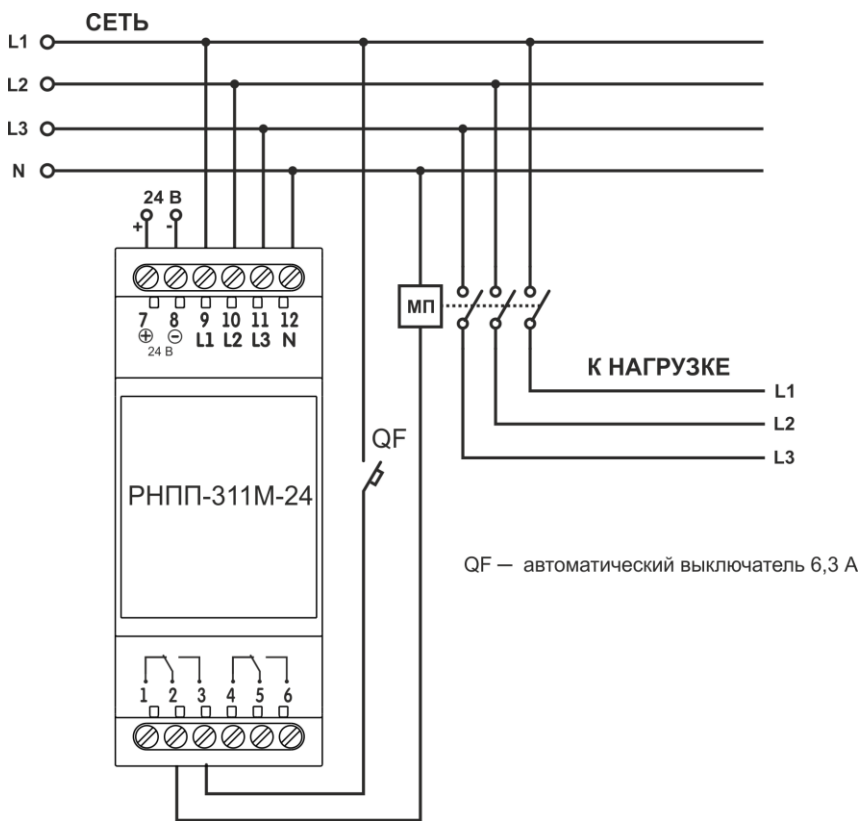 СЕТЬ
L1
L2
L3
N
24 В
+ -
7 8 9 10 11 12
L1 L2 L3 N
24 В
МП
К НАГРУЗКЕ
L1
L2
L3
QF
РНПП-311М-24
QF — автоматический выключатель 6,3 А
1 2 3 4 5 6